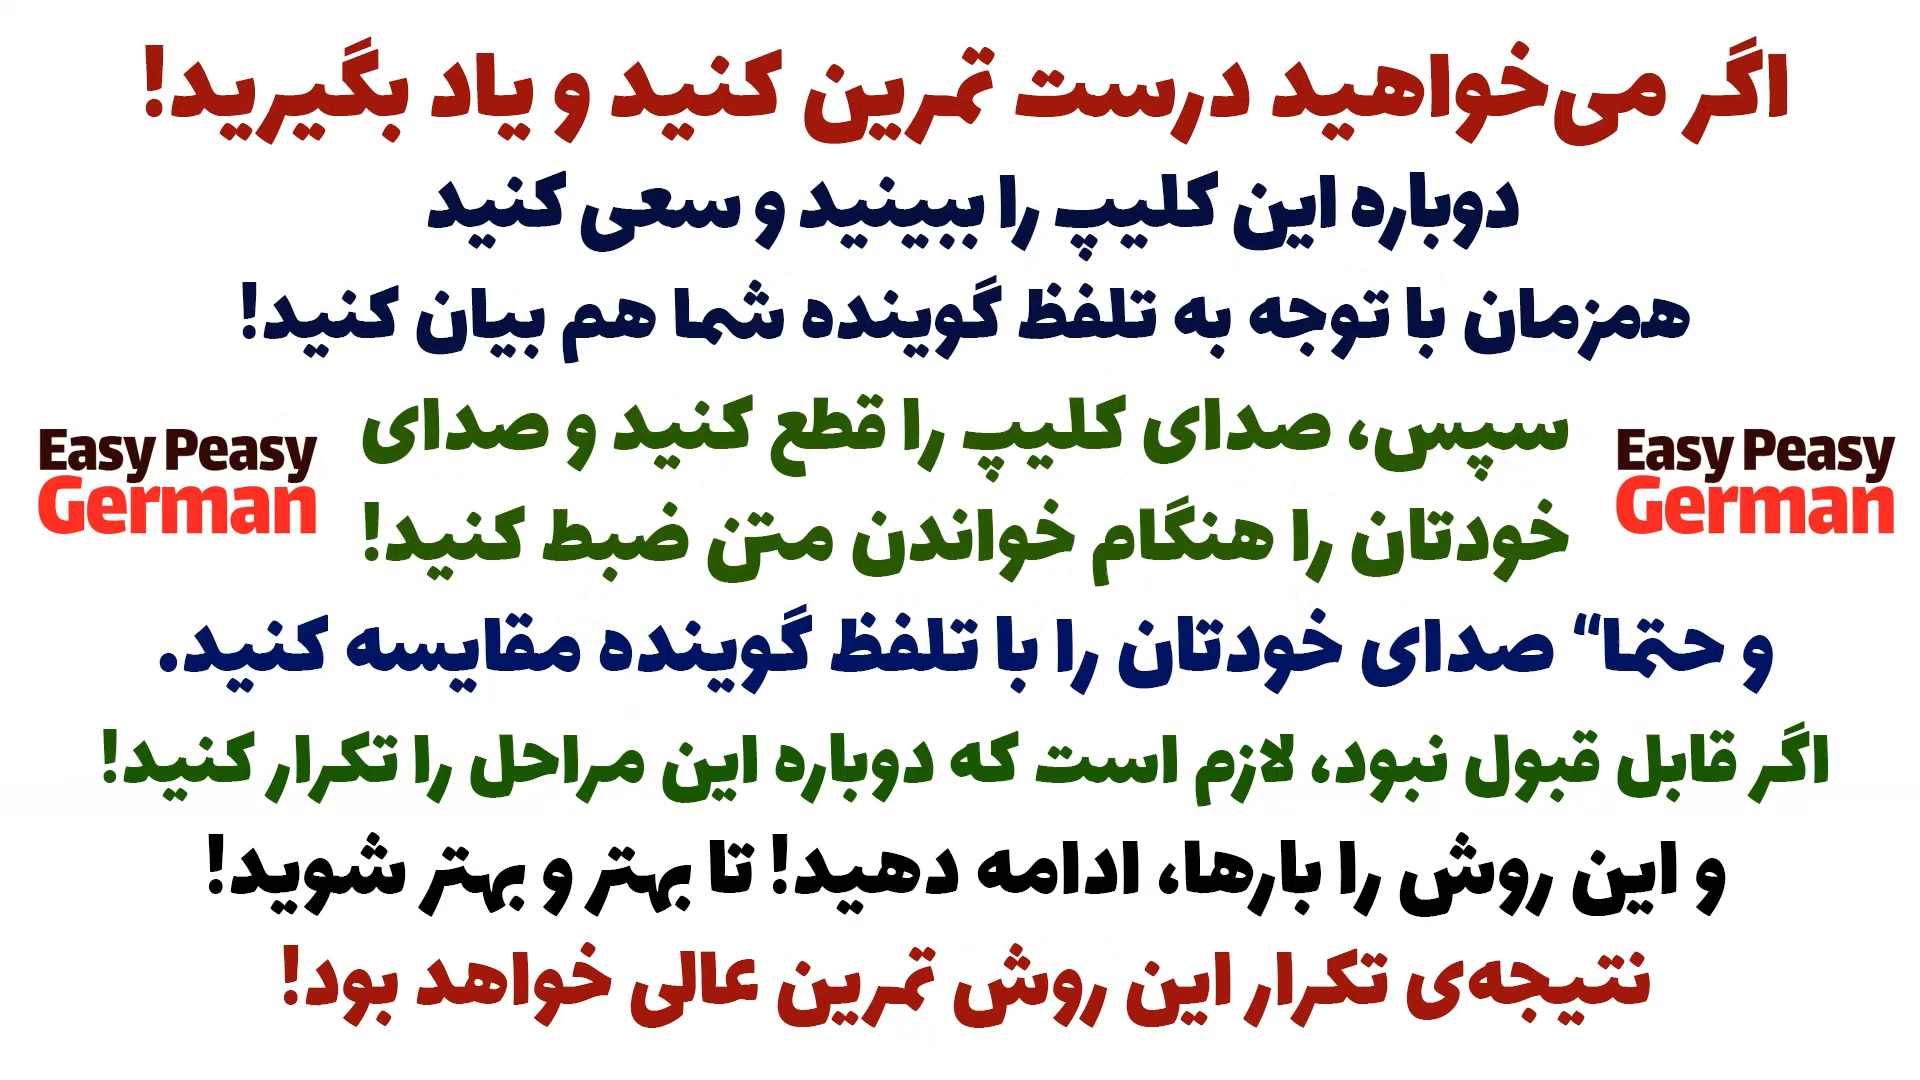 اگر می‌خواهید درست تمرین کنید و یاد بگیرید!
دوباره این کلیپ را ببینید و سعی کنید
همزمان با توجه به تلفظ گوینده شما هم بیان کنید!
سپس، صدای کلیپ را قطع کنید و صدای
خودتان را هنگام خواندن متن ضبط کنید!
Easy Peasy
German
Easy Peasy
German
و حتما“ صدای خودتان را با تلفظ گوینده مقایسه کنید.
اگر قابل قبول نبود، لازم است که دوباره این مراحل را تکرار کنید!
و این روش را بارها، ادامه دهید! تا بهتر و بهتر شوید!
نتیجه‌ی تکرار این روش تمرین عالی خواهد بود!